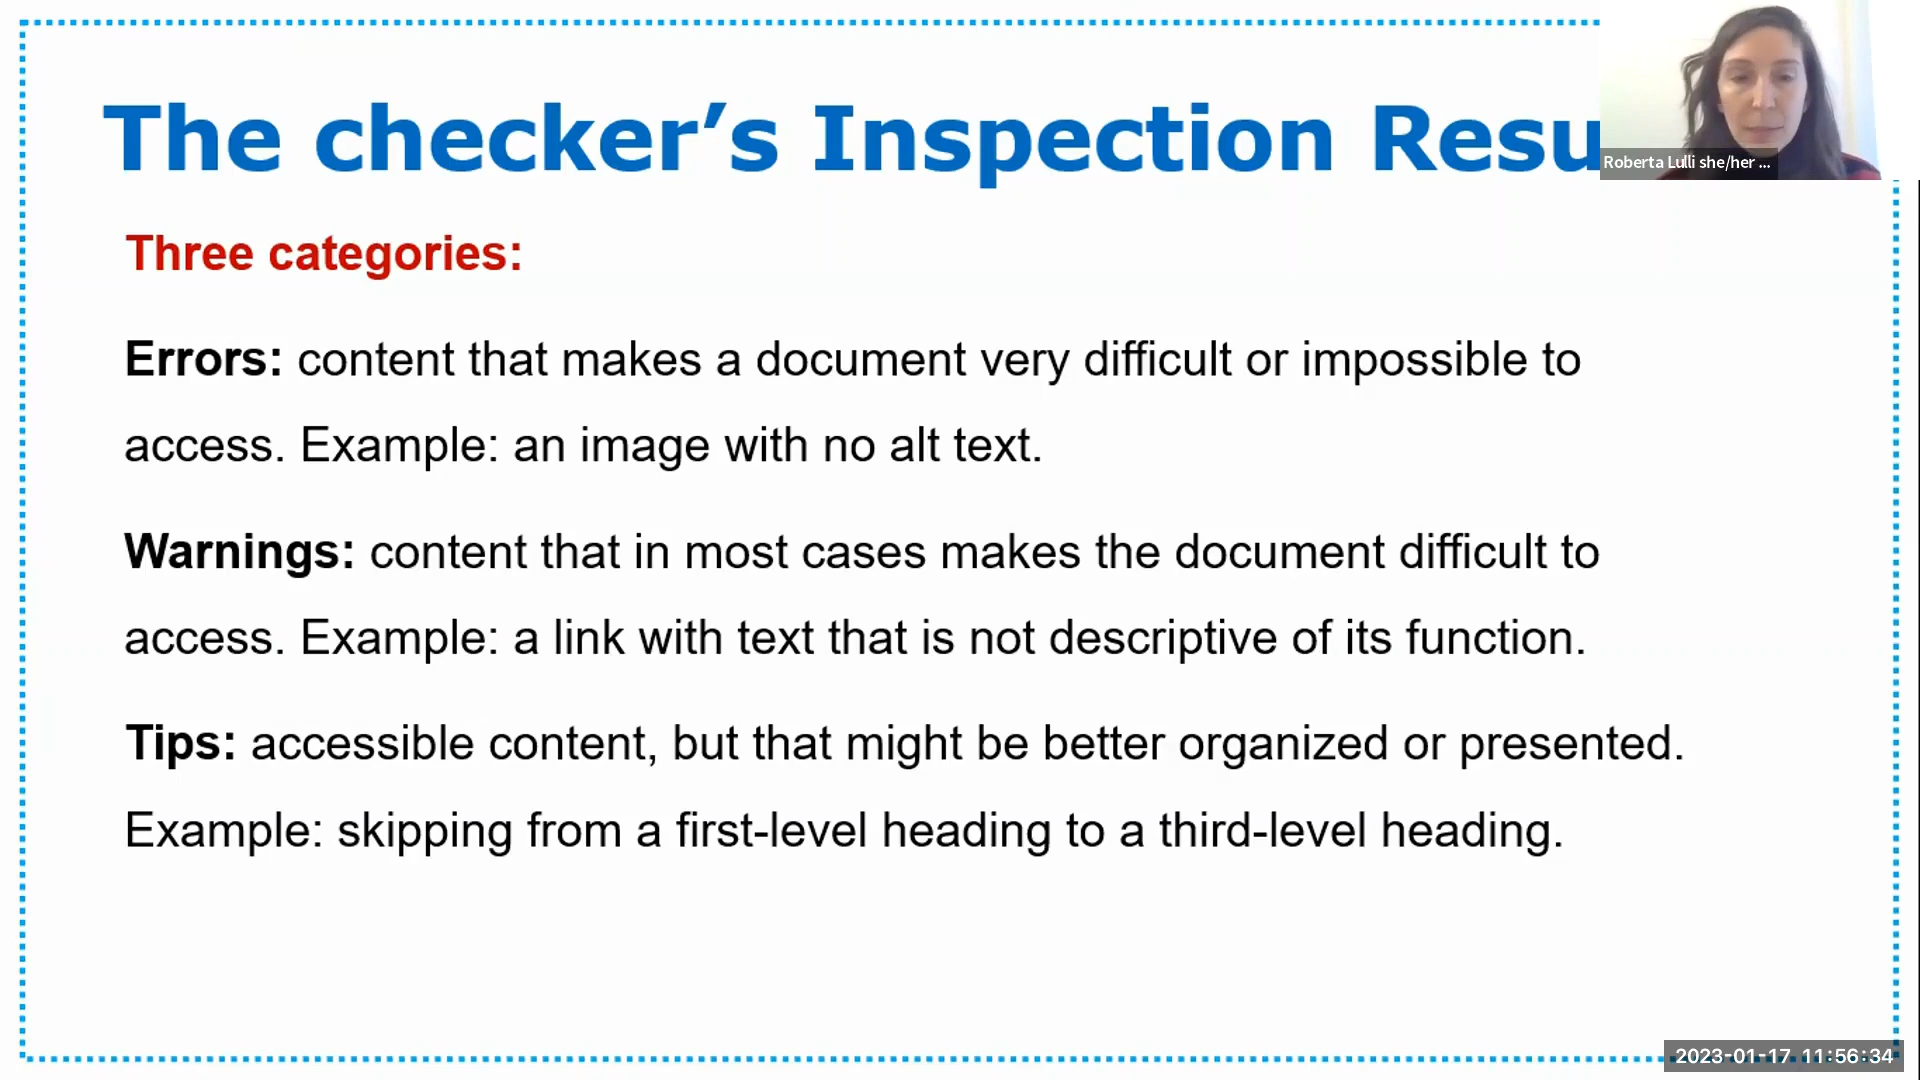 The checker’s Inspection Resu
Roberta Lulli she/her ...
Three categories:
Errors: content that makes a document very difficult or impossible to
access. Example: an image with no alt text.
Warnings: content that in most cases makes the document difficult to
access. Example: a link with text that is not descriptive of its function.
Tips: accessible content, but that might be better organized or presented.
Example: skipping from a first-level heading to a third-level heading.
2023-01-17 11:56:34